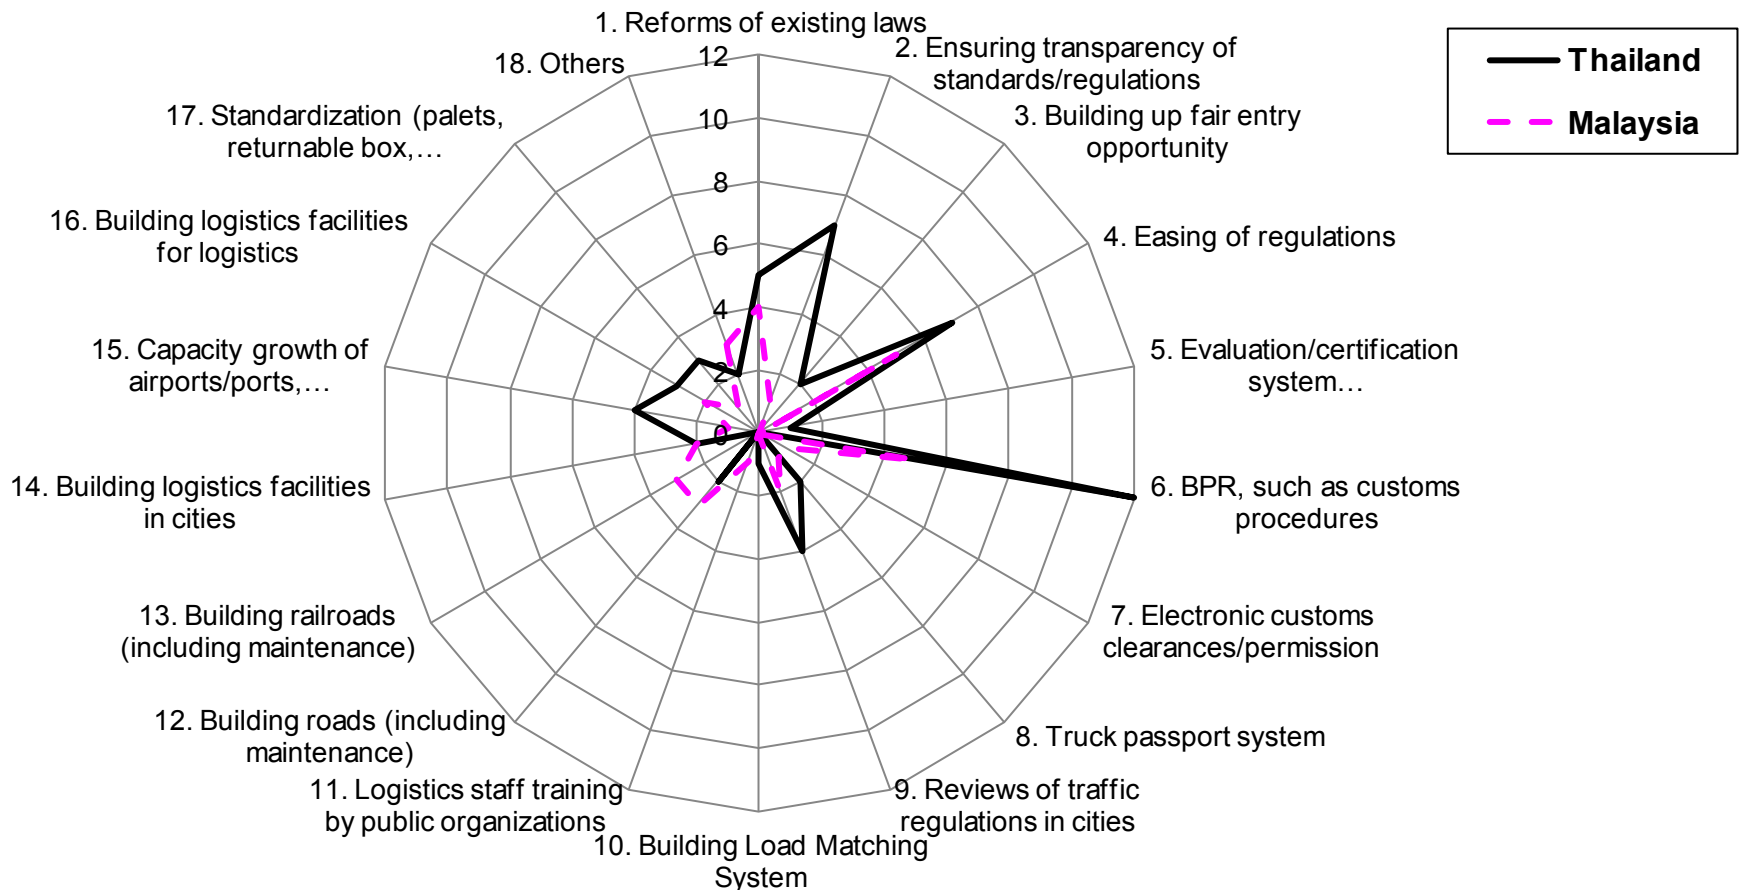 1. Reforms of existing laws
2. Ensuring transparency of
standards/regulations
3. Building up fair entry
opportunity
4. Easing of regulations
5. Evaluation/certification
system…
6. BPR, such as customs
procedures
7. Electronic customs
clearances/permission
8. Truck passport system
9. Reviews of traffic
regulations in cities
10. Building Load Matching
System
11. Logistics staff training
by public organizations
12. Building roads (including
maintenance)
13. Building railroads
(including maintenance)
14. Building logistics facilities
in cities
15. Capacity growth of
airports/ports,…
16. Building logistics facilities
for logistics
17. Standardization (palets,
returnable box,…
18. Others
12
10
8
6
4
2
0
Thailand
Malaysia